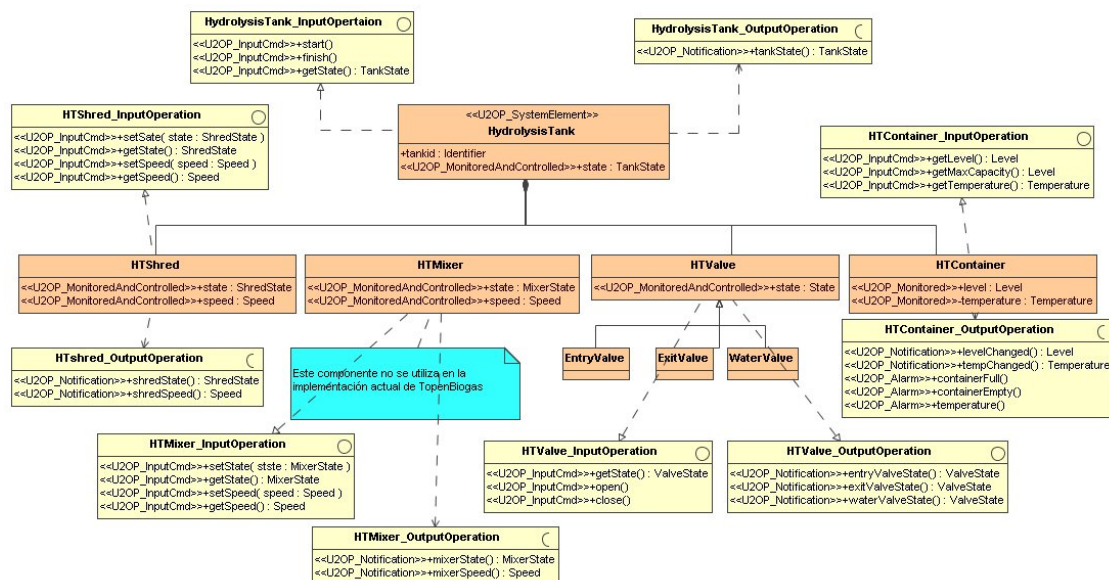 HydrolysisTank_InputOpertaion
<<U2OP_InputCmd>>+start()
<<U2OP_InputCmd>>+finish()
<<U2OP_InputCmd>>+getState() : TankState
HydrolysisTank_OutputOperation
<<U2OP_Notification>>+tankState() : TankState
<<U2OP_SystemElement>>
HydrolysisTank
+tankid : Identifier
<<U2OP_MonitoredAndControlled>>+state : TankState
HTShred_InputOperation
<<U2OP_InputCmd>>+setSate( state : ShredState )
<<U2OP_InputCmd>>+getState() : ShredState
<<U2OP_InputCmd>>+setSpeed( speed : Speed )
<<U2OP_InputCmd>>+getSpeed() : Speed
HTContainer_InputOperation
<<U2OP_InputCmd>>+getLevel() : Level
<<U2OP_InputCmd>>+getMaxCapacity() : Level
<<U2OP_InputCmd>>+getTemperature() : Temperature
HTShred
<<U2OP_MonitoredAndControlled>>+state : ShredState
<<U2OP_MonitoredAndControlled>>+speed : Speed
HTMixer
<<U2OP_MonitoredAndControlled>>+state : MixerState
<<U2OP_MonitoredAndControlled>>+speed : Speed
HTValve
<<U2OP_MonitoredAndControlled>>+state : State
HTContainer
<<U2OP_Monitored>>+level : Level
<<U2OP_Monitored>>-temperature : Temperature
HTshred_OutputOperation
<<U2OP_Notification>>+shredState() : ShredState
<<U2OP_Notification>>+shredSpeed() : Speed
Este componente no se utiliza en la
implementación actual de TopenBiogas
EntryValve
ExitValve
WaterValve
HTContainer_OutputOperation
<<U2OP_Notification>>+levelChanged() : Level
<<U2OP_Notification>>+tempChanged() : Temperature
<<U2OP_Alarm>>+containerFull()
<<U2OP_Alarm>>+containerEmpty()
<<U2OP_Alarm>>+temperature()
HTMixer_InputOperation
<<U2OP_InputCmd>>+setState( stste : MixerState )
<<U2OP_InputCmd>>+getState() : MixerState
<<U2OP_InputCmd>>+setSpeed( speed : Speed )
<<U2OP_InputCmd>>+getSpeed() : Speed
HTValve_InputOperation
<<U2OP_InputCmd>>+getState() : ValveState
<<U2OP_InputCmd>>+open()
<<U2OP_InputCmd>>+close()
HTValve_OutputOperation
<<U2OP_Notification>>+entryValveState() : ValveState
<<U2OP_Notification>>+exitValveState() : ValveState
<<U2OP_Notification>>+waterValveState() : ValveState
HTMixer_OutputOperation
<<U2OP_Notification>>+mixerState() : MixerState
<<U2OP_Notification>>+mixerSpeed() : Speed